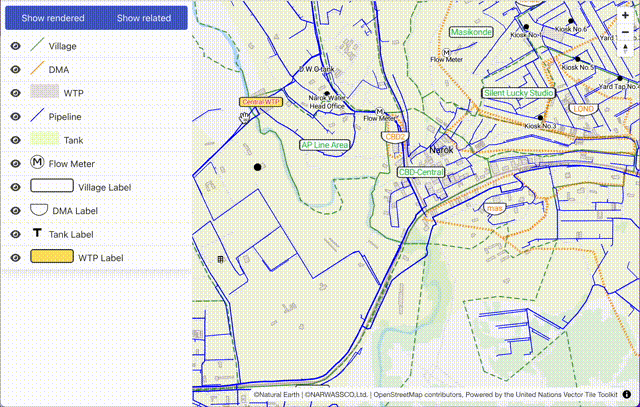 Show rendered
Show related
Village
DMA
WTP
Pipeline
Tank
M Flow Meter
Village Label
DMA Label
T Tank Label
WTP Label
Masikonde
Kiosk No.6
Flow Meter
Kiosk No.5
D.W.O tank
Silent Lucky Studio
Yard Tap No.
Central WTP
Narok Water
Head Office
LOND
Flow Meter
Kiosk No.3
CBD2
AP Line Area
Narok
CBD-Central
mas
©Natural Earth | ©NARWASSCO,Ltd. | OpenStreetMap contributors, Powered by the United Nations Vector Tile Toolkit